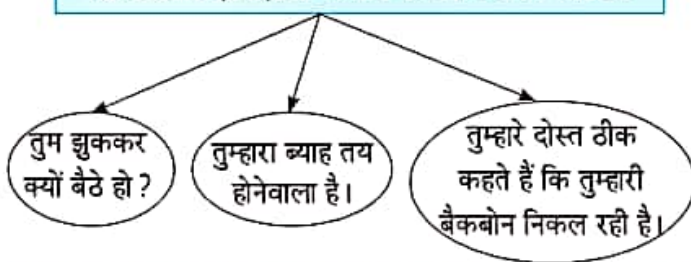 तुम झुककर
क्यों बैठे हो ?
तुम्हारा ब्याह तय
होनेवाला है।
तुम्हारे दोस्त ठीक
कहते हैं कि तुम्हारी
बैकबोन निकल रही है।